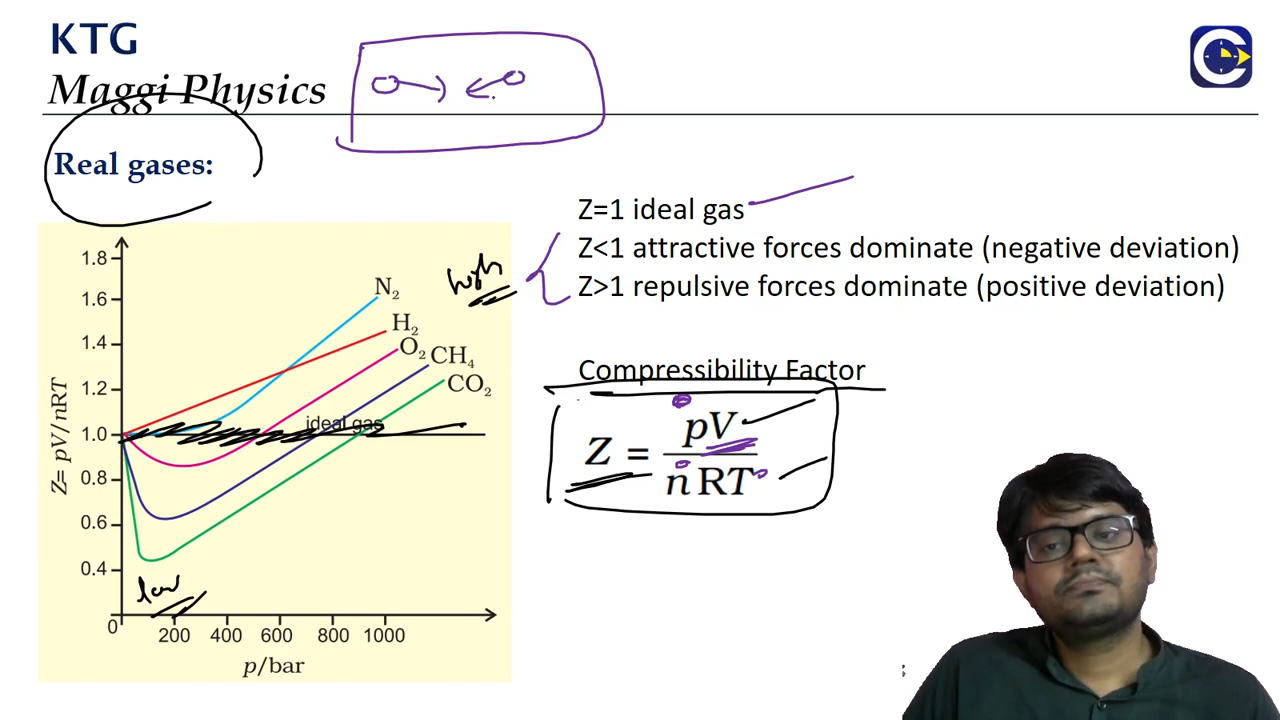 KTG
Maggi Physics
Real gases:
Z=1 ideal gas
Z<1 attractive forces dominate (negative deviation)
Z>1 repulsive forces dominate (positive deviation)
Compressibility Factor
Z = pV / nRT
high
1.8
1.6
1.4
1.2
1.0
0.8
0.6
0.4
0
Z= pV/nRT
N₂
H₂
O₂
CH₄
CO₂
ideal gas
low
200 400 600 800 1000
p/bar